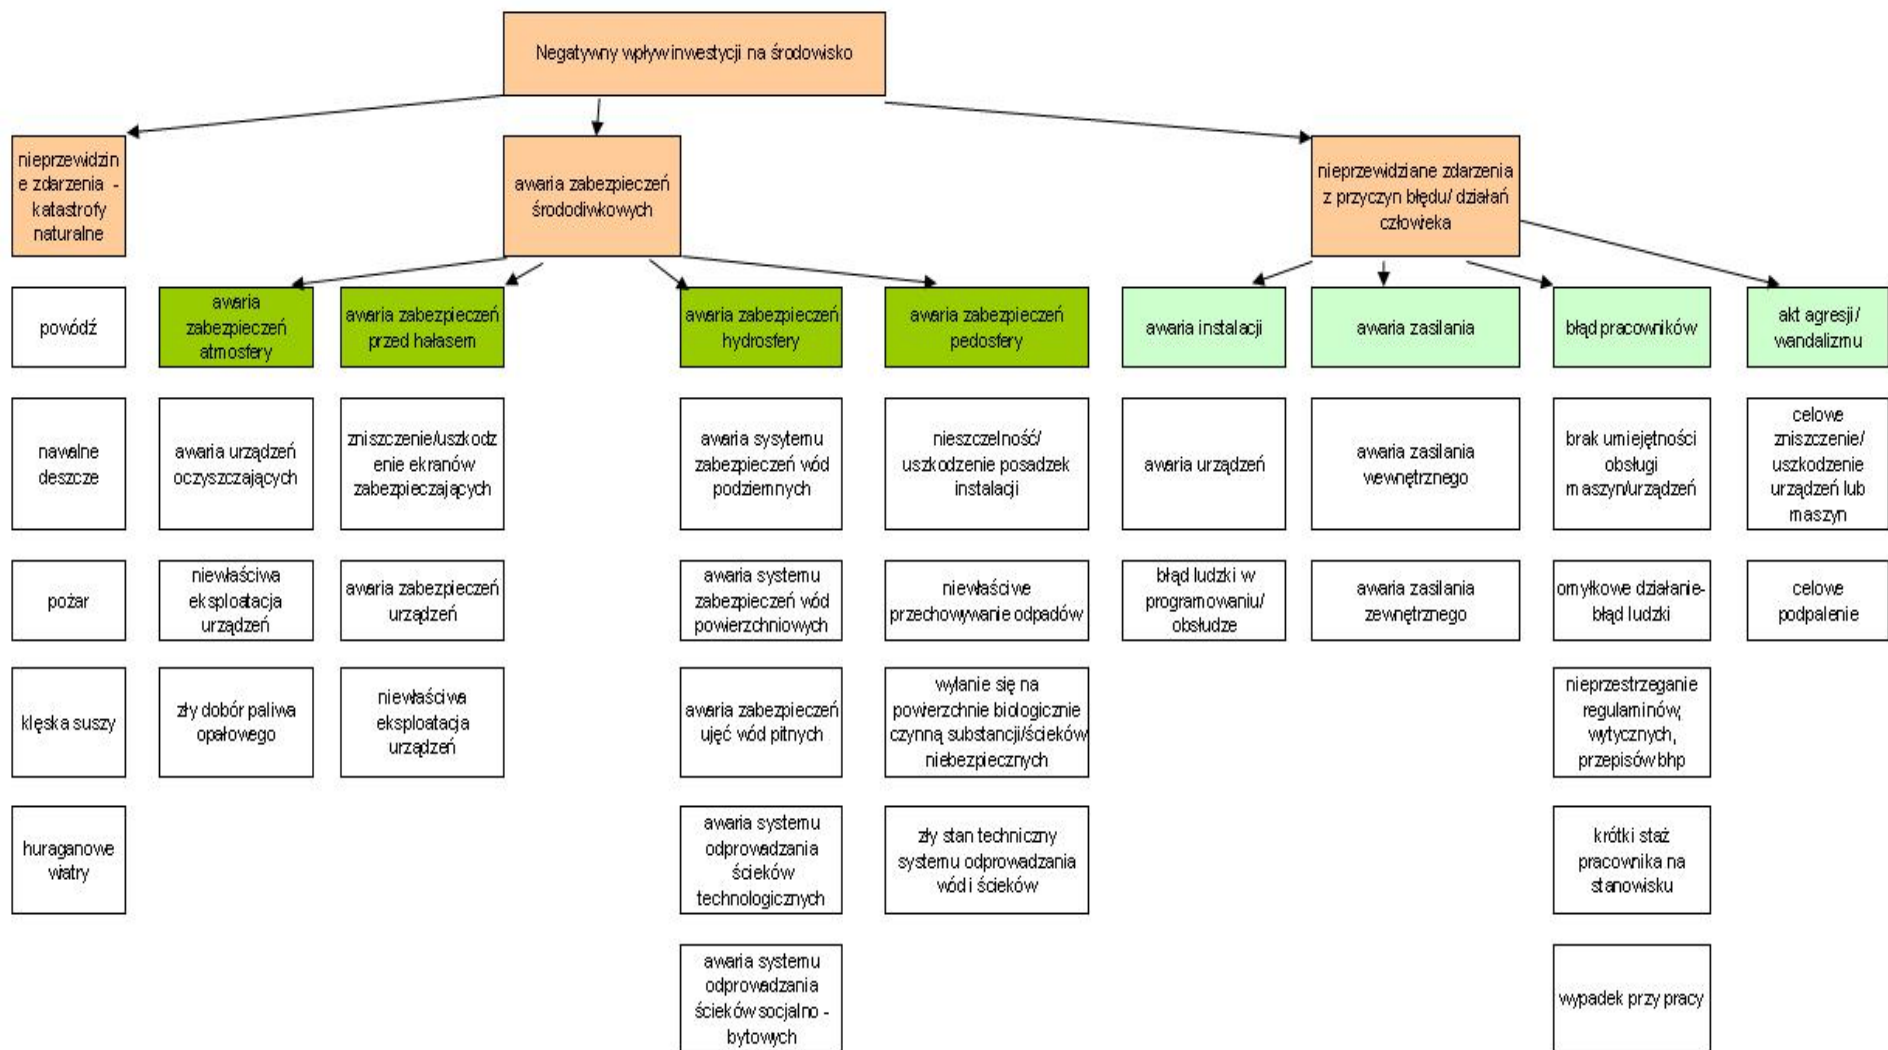 Negatywny wpływ inwestycji na środowisko
nieprzewidzin
e zdarzenia -
katastrofy
naturalne
awaria zabezpieczeń
środodiwkowych
nieprzewidziane zdarzenia
z przyczyn błędu/ działań
człowieka
powódź
awaria
zabezpieczeń
atmosfery
awaria zabezpieczeń
przed hałasem
awaria zabezpieczeń
hydrosfery
awaria zabezpieczeń
pedosfery
awaria instalacji
awaria zasilania
błąd pracowników
akt agresji/
wandalizmu
nawalne
deszcze
awaria urządzeń
oczyszczających
zniszczenie/uszkodz
enie ekranów
zabezpieczających
awaria sysytemu
zabezpieczeń wód
podziemnych
nieszczelność/
uszkodzenie posadzek
instalacji
awaria urządzeń
awaria zasilania
wewnętrznego
brak umiejętności
obsługi
maszyn/urządzeń
celowe
zniszczenie/
uszkodzenie
urządzeń lub
maszyn
pożar
niewłaściwa
eksploatacja
urządzeń
awaria zabezpieczeń
urządzeń
awaria systemu
zabezpieczeń wód
powierzchniowych
niewłaściwe
przechowywanie odpadów
błąd ludzki w
programowaniu/
obsłudze
awaria zasilania
zewnętrznego
omyłkowe działanie-
błąd ludzki
celowe
podpalenie
klęska suszy
zły dobór paliwa
opałowego
niewłaściwa
eksploatacja
urządzeń
awaria zabezpieczeń
ujęć wód pitnych
wylanie się na
powierzchnie biologicznie
czynną substancji/ścieków
niebezpiecznych
nieprzestrzeganie
regulaminów,
wytycznych,
przepisów bhp
huraganowe
wiatry
awaria systemu
odprowadzania
ścieków
technologicznych
zły stan techniczny
systemu odprowadzania
wód i ścieków
krótki staż
pracownika na
stanowisku
awaria systemu
odprowadzania
ścieków socjalno -
bytowych
wypadek przy pracy